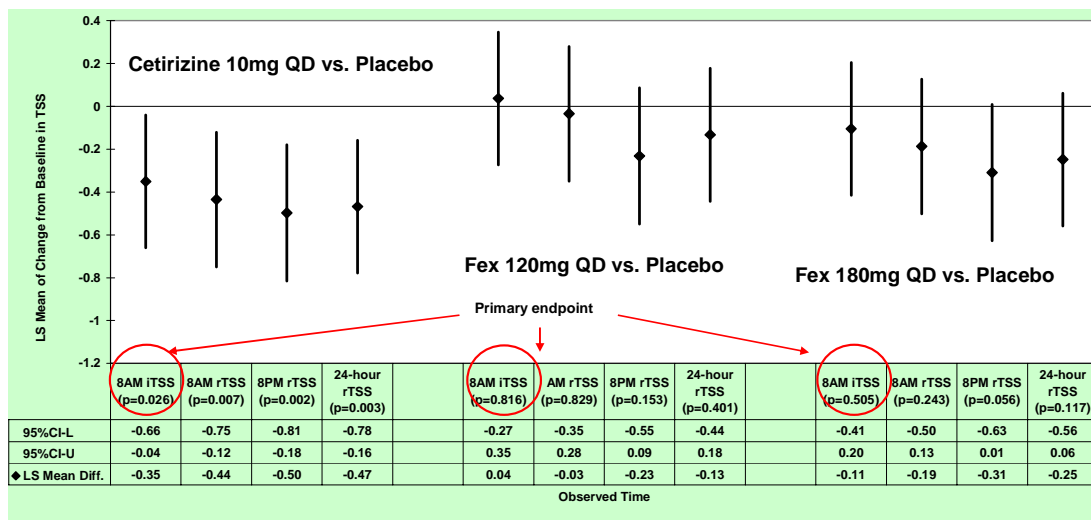 0.4
0.2
0
-0.2
-0.4
-0.6
-0.8
-1
-1.2
LS Mean of Change from Baseline in TSS
Cetirizine 10mg QD vs. Placebo
Fex 120mg QD vs. Placebo
Fex 180mg QD vs. Placebo
Primary endpoint
8AM iTSS (p=0.026) 8AM rTSS (p=0.007) 8PM rTSS (p=0.002) 24-hour rTSS (p=0.003) 8AM iTSS (p=0.816) AM rTSS (p=0.829) 8PM rTSS (p=0.153) 24-hour rTSS (p=0.401) 8AM iTSS (p=0.505) 8AM rTSS (p=0.243) 8PM rTSS (p=0.056) 24-hour rTSS (p=0.117)
95%CI-L -0.66 -0.75 -0.81 -0.78 -0.27 -0.35 -0.55 -0.44 -0.41 -0.50 -0.63 -0.56
95%CI-U -0.04 -0.12 -0.18 -0.16 0.35 0.28 0.09 0.18 0.20 0.13 0.01 0.06
◆ LS Mean Diff. -0.35 -0.44 -0.50 -0.47 0.04 -0.03 -0.23 -0.13 -0.11 -0.19 -0.31 -0.25
Observed Time